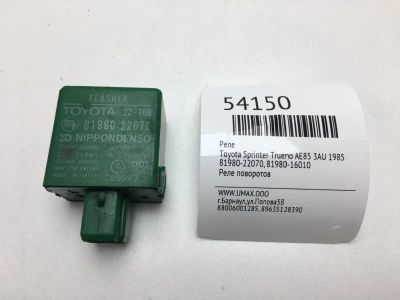 FLASHER
TOYOTA
81980 22071
NIPPONDENSO
54150
Реле
Toyota Sprinter Trueno AE85 3AU 1985
81980-22070, 81980-16010
Реле поворотов
WWW.UMAX.OOO
г.Барнаул,ул.Попова3В
88006001285, 89635128390